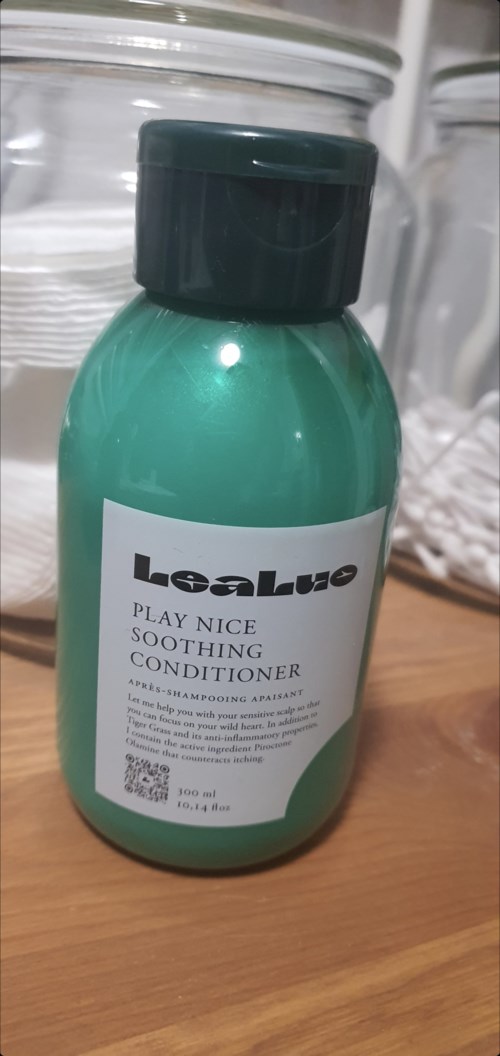 LeaLuo
PLAY NICE
SOOTHING
CONDITIONER
APRÈS-SHAMPOOING APAISANT
Let me help you with your sensitive scalp so that
you can focus on your wild heart. In addition to
Tiger Grass and its anti-inflammatory properties,
I contain the active ingredient Piroctone
Olamine that counteracts itching.
300 ml
10,14 floz